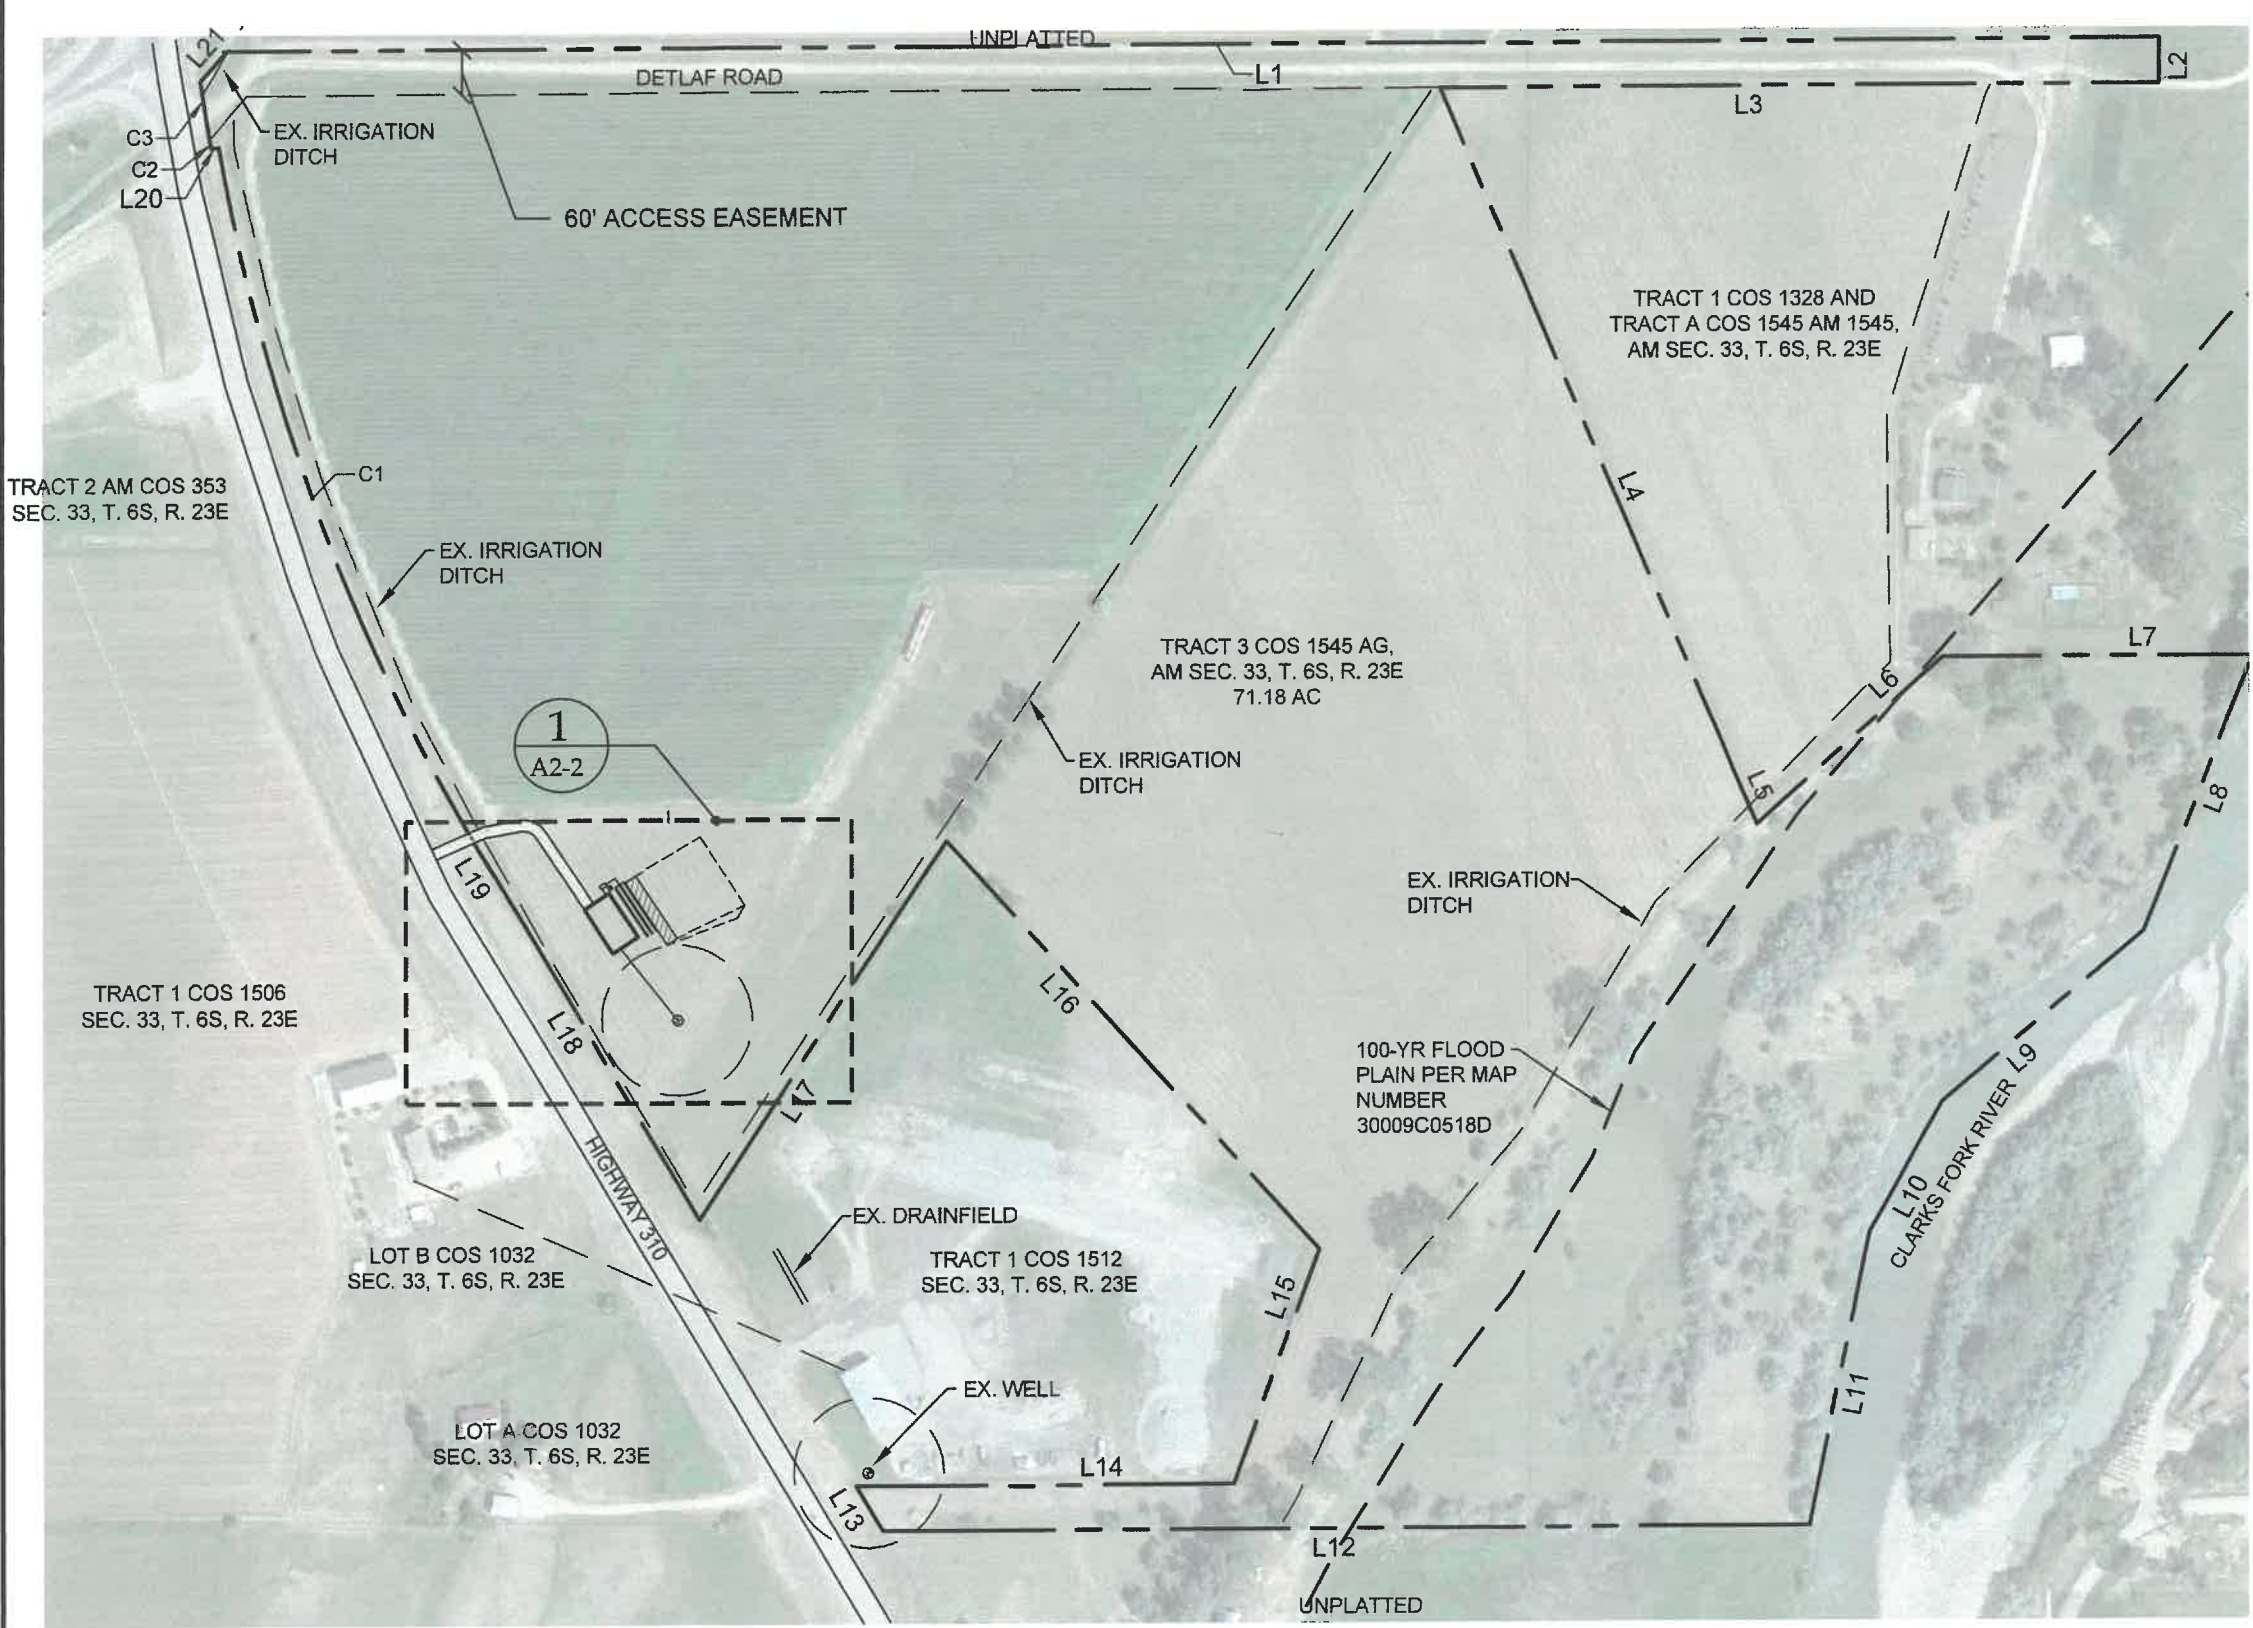 UNPLATTED
L21
DETLAF ROAD
L1
L2
L3
C3
EX. IRRIGATION
DITCH
C2
L20
60' ACCESS EASEMENT
TRACT 1 COS 1328 AND
TRACT A COS 1545 AM 1545,
AM SEC. 33, T. 6S, R. 23E
C1
L4
TRACT 2 AM COS 353
SEC. 33, T. 6S, R. 23E
EX. IRRIGATION
DITCH
TRACT 3 COS 1545 AG,
AM SEC. 33, T. 6S, R. 23E
71.18 AC
L7
L6
1
A2-2
EX. IRRIGATION
DITCH
L5
L8
L19
EX. IRRIGATION
DITCH
TRACT 1 COS 1506
SEC. 33, T. 6S, R. 23E
L16
L18
L17
100-YR FLOOD
PLAIN PER MAP
NUMBER
30009C0518D
L9
L10
CLARKS FORK RIVER
HIGHWAY 310
EX. DRAINFIELD
LOT B COS 1032
SEC. 33, T. 6S, R. 23E
TRACT 1 COS 1512
SEC. 33, T. 6S, R. 23E
L15
EX. WELL
L11
LOT A COS 1032
SEC. 33, T. 6S, R. 23E
L14
L13
L12
UNPLATTED